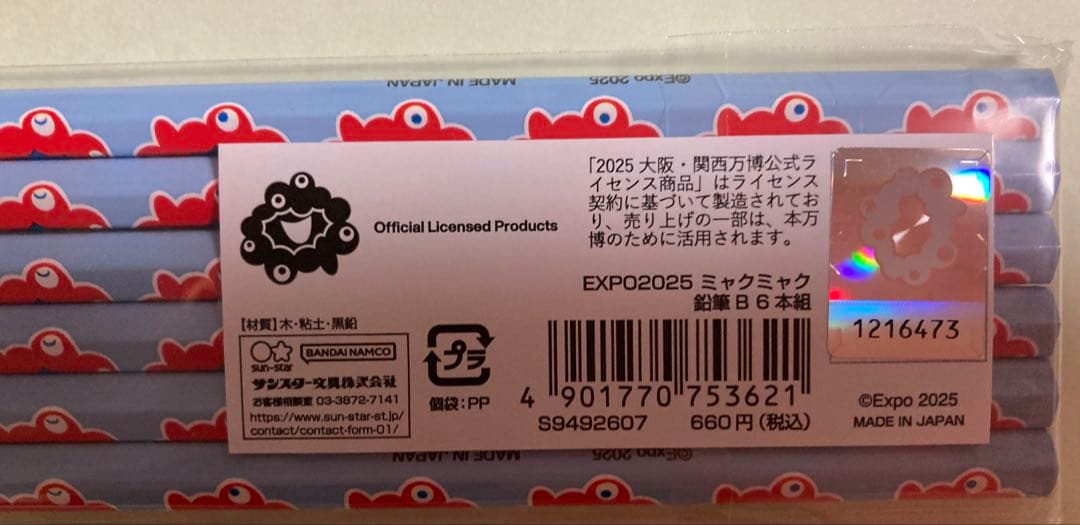 MADE IN JAPAN
©Expo 2025
Official Licensed Products
「2025 大阪・関西万博公式ラ
イセンス商品」はライセンス
契約に基づいて製造されてお
り、売り上げの一部は、本万
博のために活用されます。
EXPO2025 ミャクミャク
鉛筆B6本組
【材質】木・粘土・黒鉛
sun-star
BANDAI NAMCO
サンスター文具株式会社
お客様相談室 03-3872-7141
https://www.sun-star-st.jp/
contact/contact-form-01/
プラ
個袋:PP
4 901770 753621
S9492607 660円(税込)
1216473
©Expo 2025
MADE IN JAPAN
MADE IN JAPAN
©Expo 2025